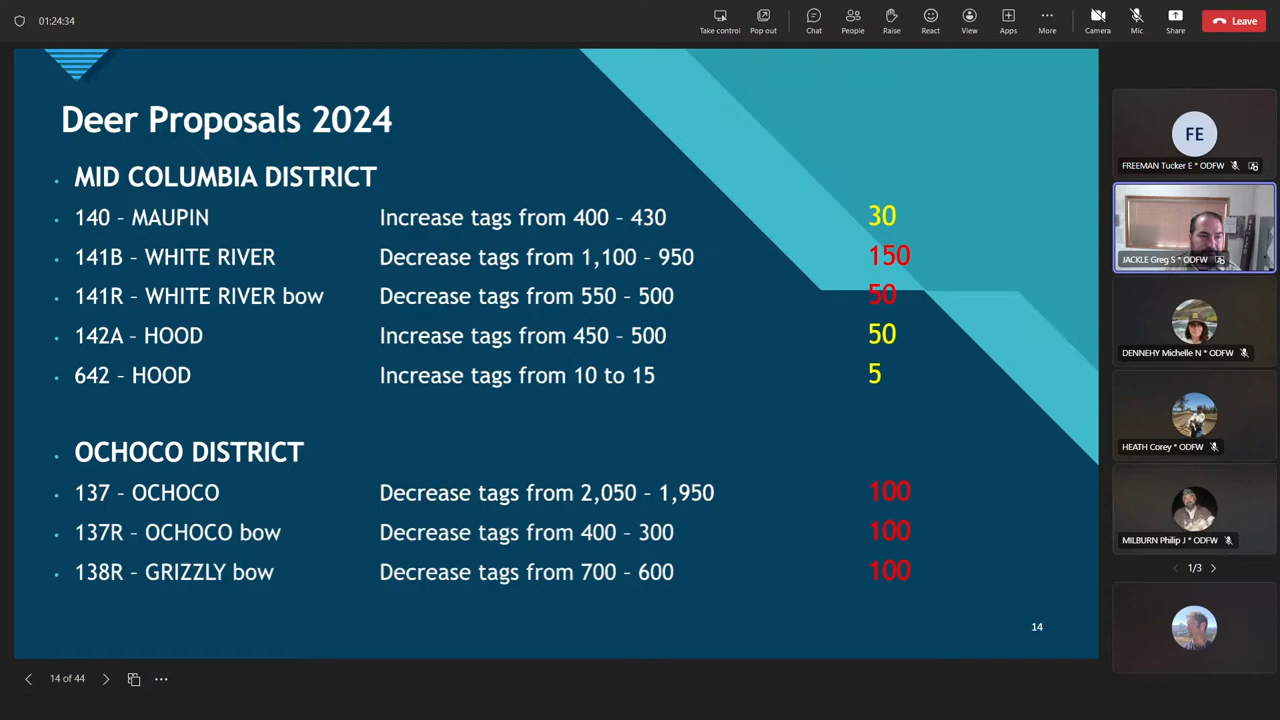 01:24:34
Take control Pop out Chat People Raise React View Apps More Camera Mic Share Leave
Deer Proposals 2024
MID COLUMBIA DISTRICT
140 – MAUPIN Increase tags from 400 – 430 30
141B – WHITE RIVER Decrease tags from 1,100 – 950 150
141R – WHITE RIVER bow Decrease tags from 550 – 500 50
142A – HOOD Increase tags from 450 – 500 50
642 – HOOD Increase tags from 10 to 15 5
OCHOCO DISTRICT
137 – OCHOCO Decrease tags from 2,050 – 1,950 100
137R – OCHOCO bow Decrease tags from 400 – 300 100
138R – GRIZZLY bow Decrease tags from 700 – 600 100
14
14 of 44
FE
FREEMAN Tucker E * ODFW
JACKLE Greg S * ODFW
DENNEHY Michelle N * ODFW
HEATH Corey * ODFW
MILBURN Philip J * ODFW
1/3